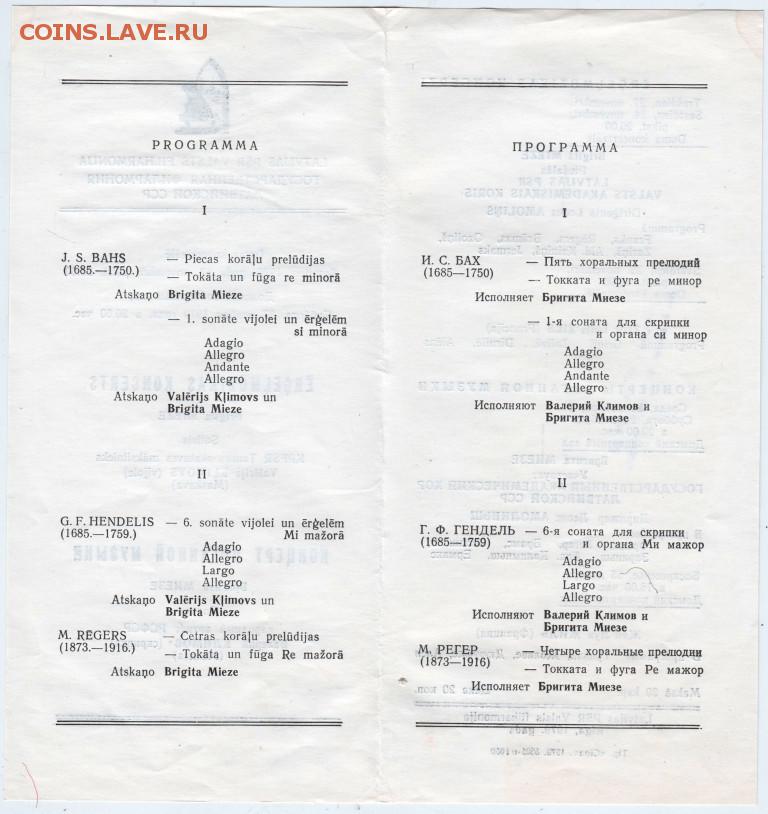 COINS.LAVE.RU
PROGRAMMA
I
J. S. BAHS — Piecas korāļu prelūdijas
(1685.—1750.) — Tokāta un fūga re minorā
Atskaņo Brigita Mieze
— 1. sonāte vijolei un ērģelēm
si minorā
Adagio
Allegro
Andante
Allegro
Atskaņo Valērijs Kļimovs un
Brigita Mieze
II
G. F. HENDELIS — 6. sonāte vijolei un ērģelēm
(1685.—1759.) Mi mažorā
Adagio
Allegro
Largo
Allegro
Atskaņo Valērijs Kļimovs un
Brigita Mieze
M. RĒGERS — Četras korāļu prelūdijas
(1873.—1916.) — Tokāta un fūga Re mažorā
Atskaņo Brigita Mieze
ПРОГРАММА
I
И. С. БАХ — Пять хоральных прелюдий
(1685—1750) — Токката и фуга ре минор
Исполняет Бригита Миезе
— 1-я соната для скрипки
и органа си минор
Adagio
Allegro
Andante
Allegro
Исполняют Валерий Климов и
Бригита Миезе
II
Г. Ф. ГЕНДЕЛЬ — 6-я соната для скрипки
(1685—1759) и органа Ми мажор
Adagio
Allegro
Largo
Allegro
Исполняют Валерий Климов и
Бригита Миезе
М. РЕГЕР — Четыре хоральные прелюдии
(1873—1916) — Токката и фуга Ре мажор
Исполняет Бригита Миезе